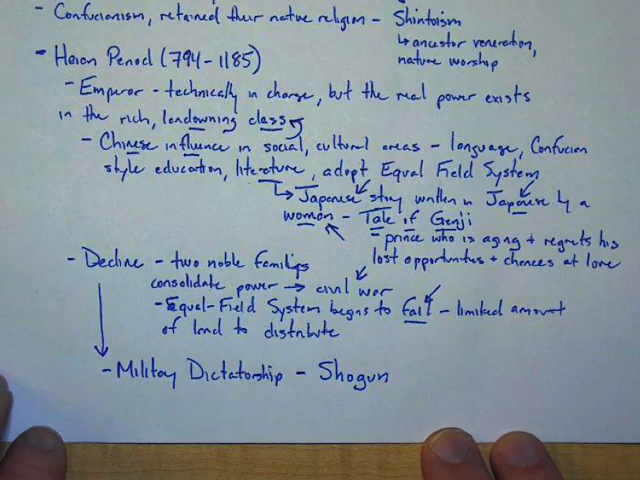 - Confucianism, retained their native religion - Shintoism
↳ ancestor veneration,
nature worship
- Heian Period (794-1185)
- Emperor - technically in charge, but the real power exists
in the rich, landowning class
- Chinese influence in social, cultural areas - language, Confucian
style education, literature, adopt Equal Field System
↳ Japanese story written in Japanese by a
woman - Tale of Genji
- prince who is aging + regrets his
lost opportunities + chances at love
- Decline - two noble families
consolidate power → civil war
- Equal-Field System begins to fail - limited amount
of land to distribute
- Military Dictatorship - Shogun